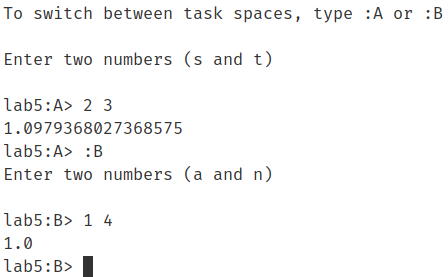 To switch between task spaces, type :A or :B
Enter two numbers (s and t)
lab5:A> 2 3
1.0979368027368575
lab5:A> :B
Enter two numbers (a and n)
lab5:B> 1 4
1.0
lab5:B>